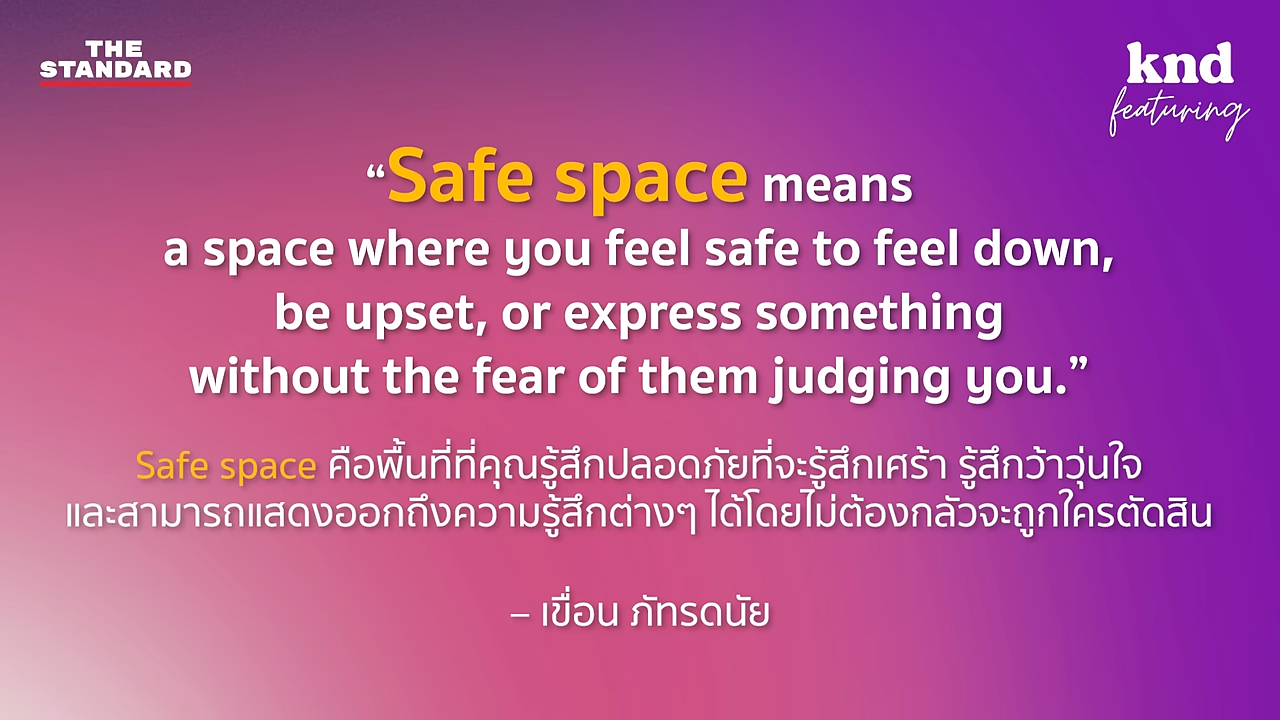 THE
STANDARD
knd
featuring
“Safe space means
a space where you feel safe to feel down,
be upset, or express something
without the fear of them judging you.”
Safe space คือพื้นที่ที่คุณรู้สึกปลอดภัยที่จะรู้สึกเศร้า รู้สึกว้าวุ่นใจ
และสามารถแสดงออกถึงความรู้สึกต่างๆ ได้โดยไม่ต้องกลัวจะถูกใครตัดสิน
– เขื่อน ภัทรดนัย